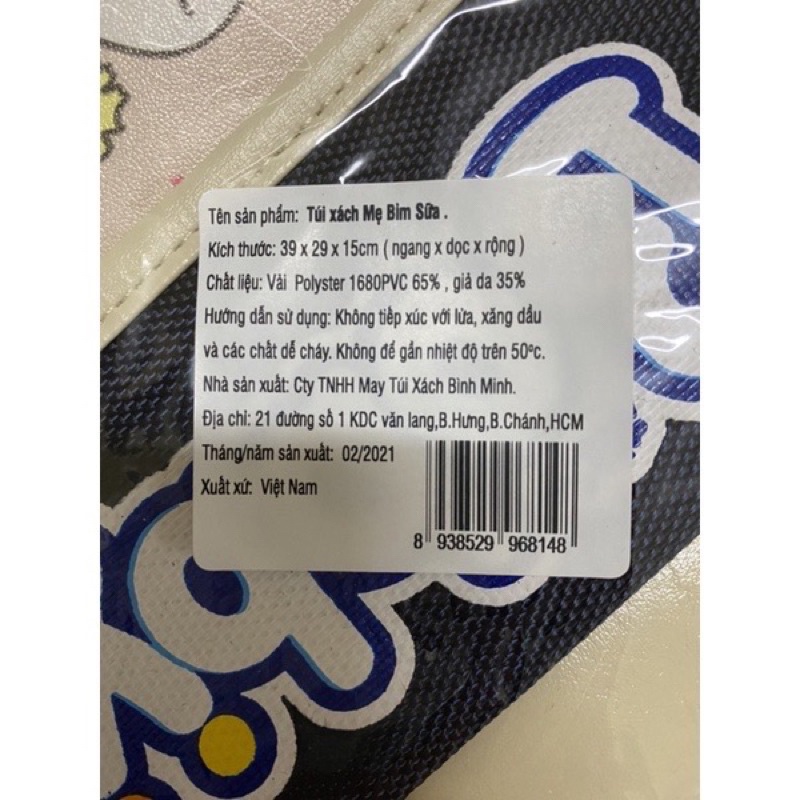 Tên sản phẩm: Túi xách Mẹ Bỉm Sữa .
Kích thước: 39 x 29 x 15cm ( ngang x dọc x rộng )
Chất liệu: Vải Polyster 1680PVC 65% , giả da 35%
Hướng dẫn sử dụng: Không tiếp xúc với lửa, xăng dầu
và các chất dễ cháy. Không để gần nhiệt độ trên 50ºc.
Nhà sản xuất: Cty TNHH May Túi Xách Bình Minh.
Địa chỉ: 21 đường số 1 KDC văn lang,B.Hưng,B.Chánh,HCM
Tháng/năm sản xuất: 02/2021
Xuất xứ: Việt Nam
8 938529 968148